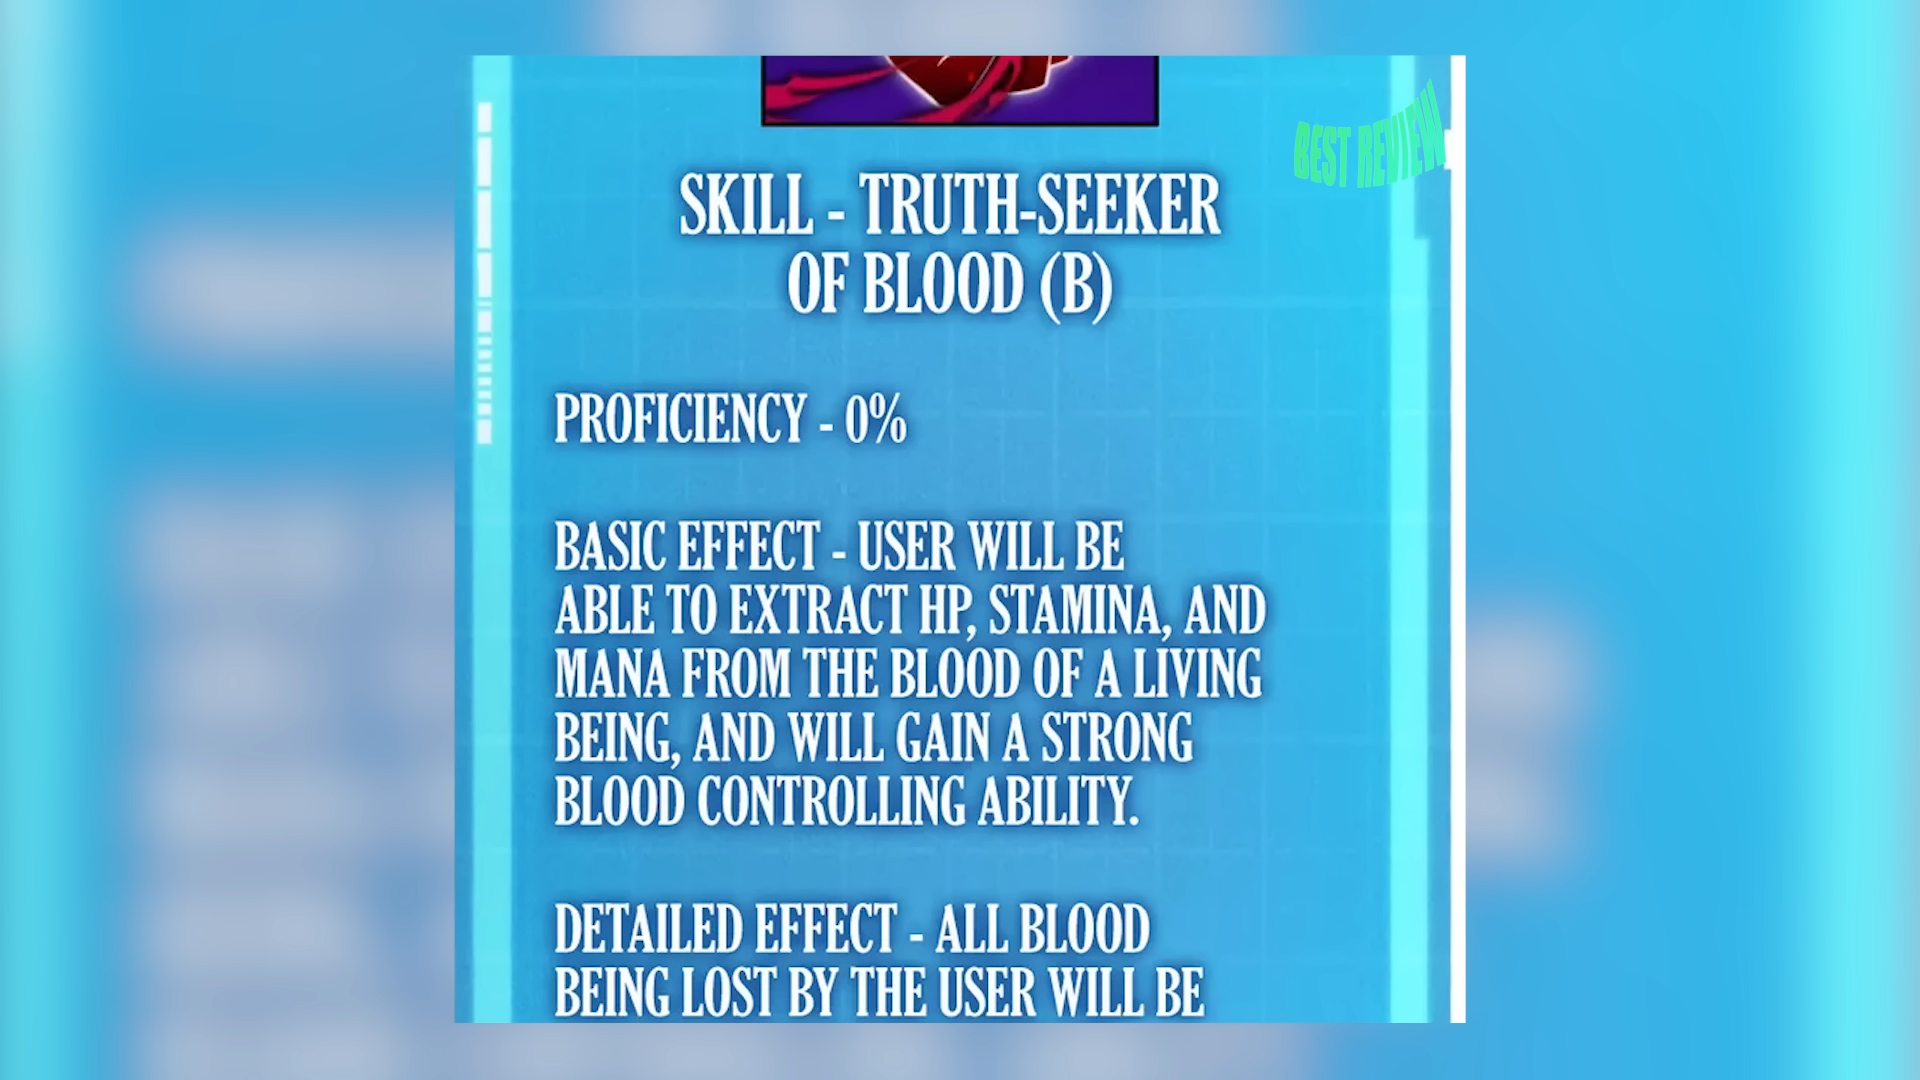 BEST REVIEW
SKILL - TRUTH-SEEKER
OF BLOOD (B)
PROFICIENCY - 0%
BASIC EFFECT - USER WILL BE
ABLE TO EXTRACT HP, STAMINA, AND
MANA FROM THE BLOOD OF A LIVING
BEING, AND WILL GAIN A STRONG
BLOOD CONTROLLING ABILITY.
DETAILED EFFECT - ALL BLOOD
BEING LOST BY THE USER WILL BE